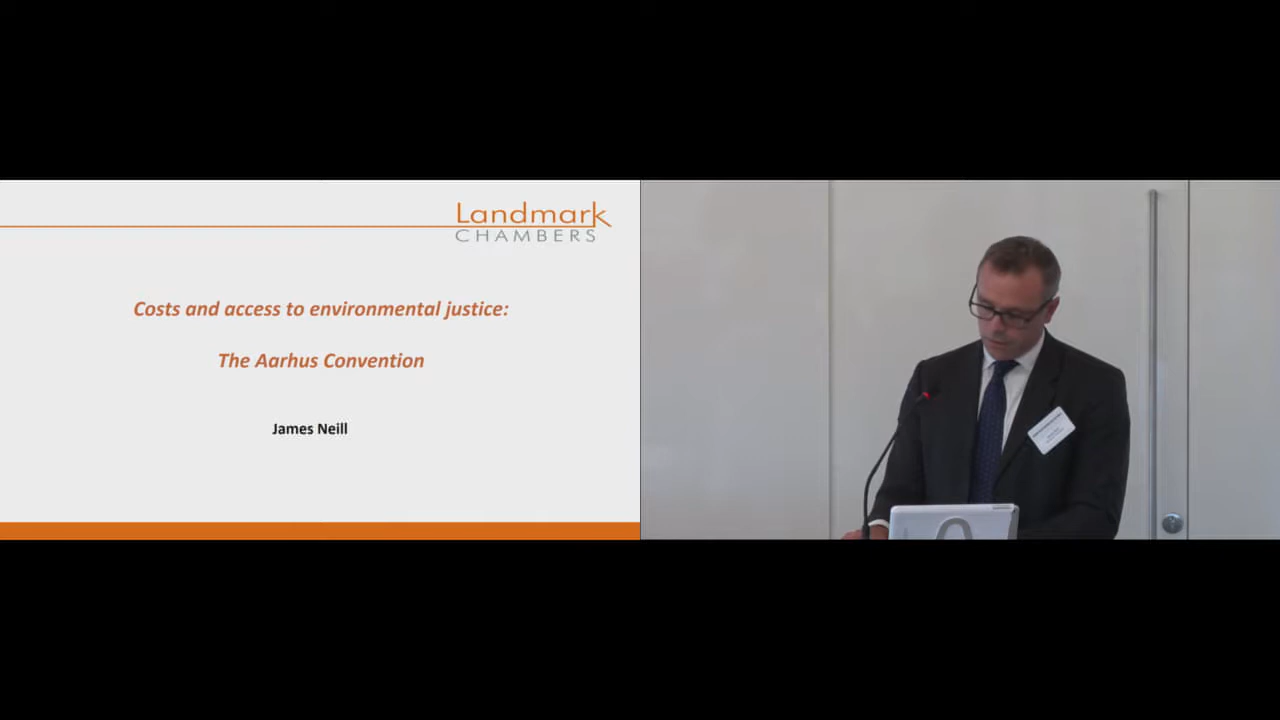 Landmark
CHAMBERS
Costs and access to environmental justice:
The Aarhus Convention
James Neill